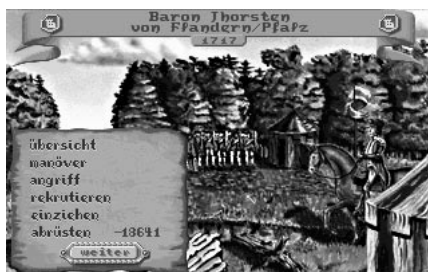 Baron Thorsten
von Flandern/Pfalz
1717
übersicht
manöver
angriff
rekrutieren
einziehen
abrüsten -18641
weiter